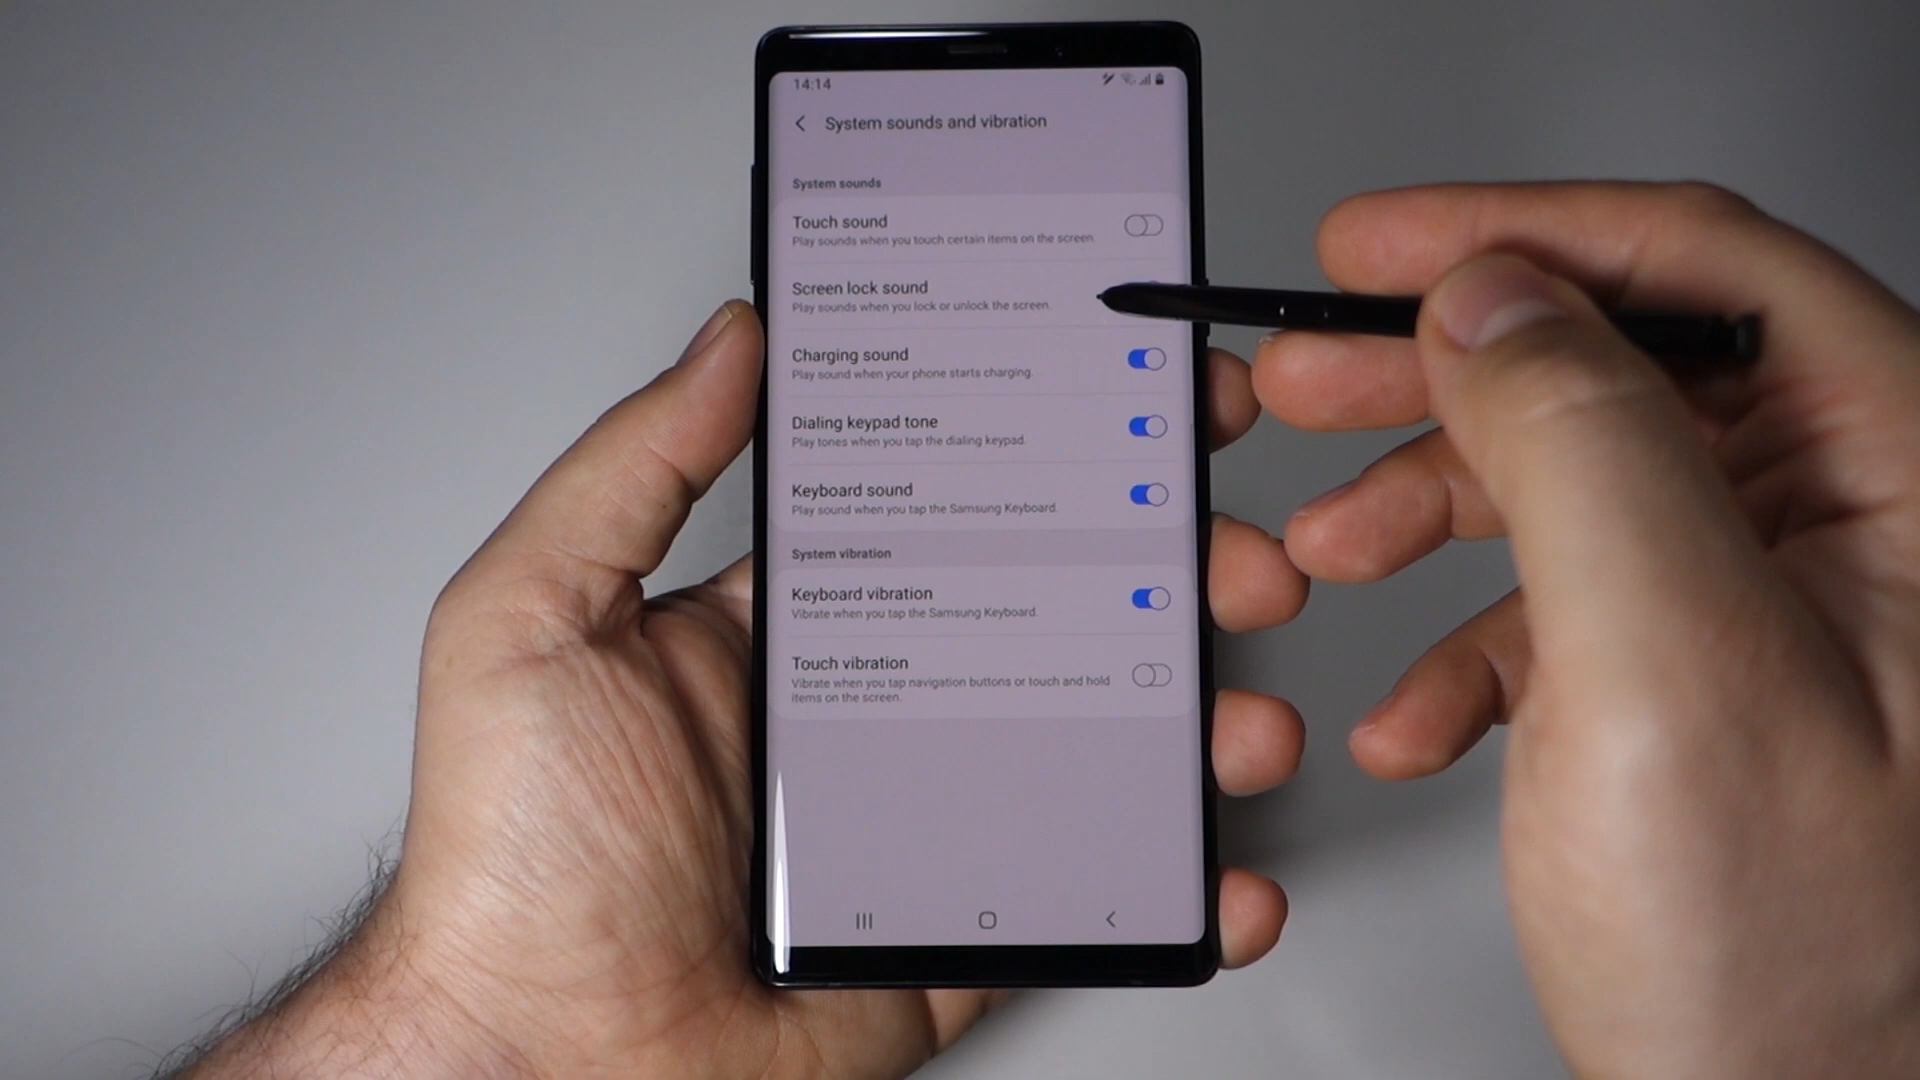 14:14
System sounds and vibration
System sounds
Touch sound
Play sounds when you touch certain items on the screen.
Screen lock sound
Play sounds when you lock or unlock the screen.
Charging sound
Play sound when your phone starts charging.
Dialing keypad tone
Play tones when you tap the dialing keypad.
Keyboard sound
Play sound when you tap the Samsung Keyboard.
System vibration
Keyboard vibration
Vibrate when you tap the Samsung Keyboard.
Touch vibration
Vibrate when you tap navigation buttons or touch and hold
items on the screen.